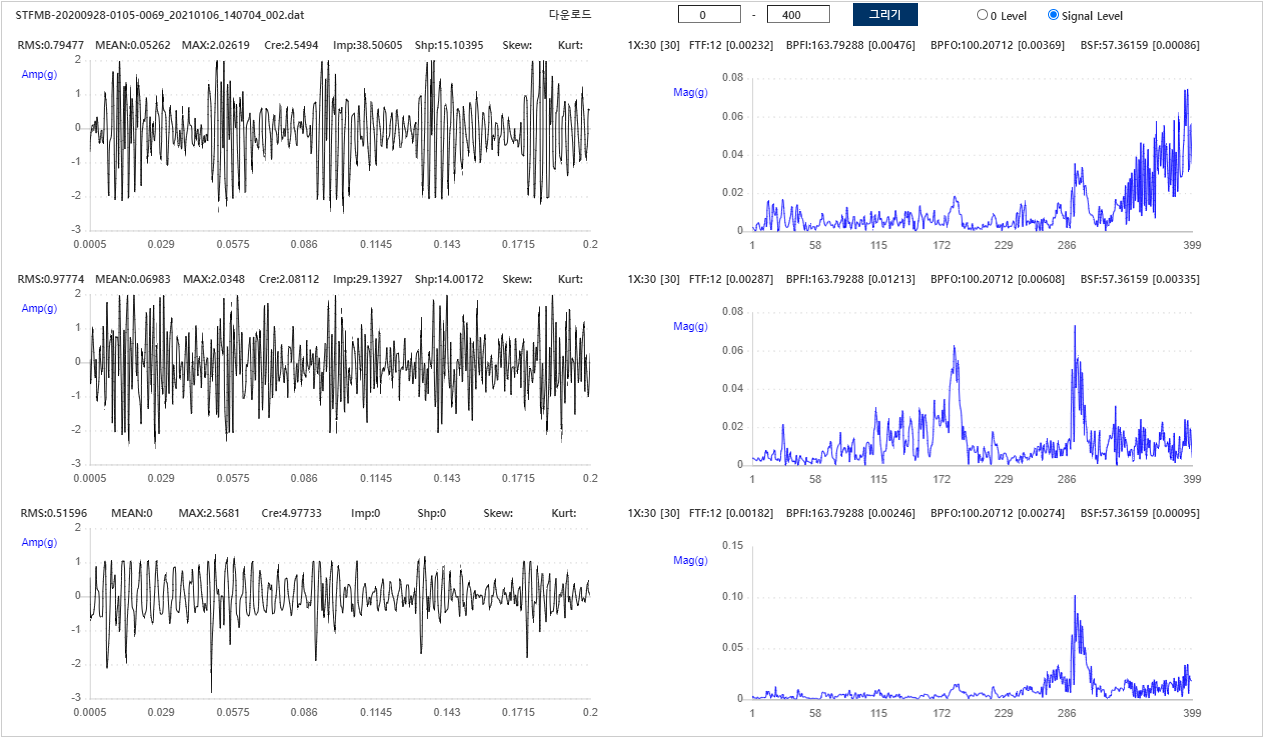 STFMB-20200928-0105-0069_20210106_140704_002.dat 다운로드 0 - 400 그리기 0 Level Signal Level
RMS:0.79477 MEAN:0.05262 MAX:2.02619 Cre:2.5494 Imp:38.50605 Shp:15.10395 Skew: Kurt: 1X:30 [30] FTF:12 [0.00232] BPFI:163.79288 [0.00476] BPFO:100.20712 [0.00369] BSF:57.36159 [0.00086]
Amp(g) Mag(g)
2
1
0
-1
-2
-3
0.0005 0.029 0.0575 0.086 0.1145 0.143 0.1715 0.2
0.08
0.06
0.04
0.02
0
1 58 115 172 229 286 399
RMS:0.97774 MEAN:0.06983 MAX:2.0348 Cre:2.08112 Imp:29.13927 Shp:14.00172 Skew: Kurt: 1X:30 [30] FTF:12 [0.00287] BPFI:163.79288 [0.01213] BPFO:100.20712 [0.00608] BSF:57.36159 [0.00335]
Amp(g) Mag(g)
2
1
0
-1
-2
-3
0.0005 0.029 0.0575 0.086 0.1145 0.143 0.1715 0.2
0.08
0.06
0.04
0.02
0
1 58 115 172 229 286 399
RMS:0.51596 MEAN:0 MAX:2.5681 Cre:4.97733 Imp:0 Shp:0 Skew: Kurt: 1X:30 [30] FTF:12 [0.00182] BPFI:163.79288 [0.00246] BPFO:100.20712 [0.00274] BSF:57.36159 [0.00095]
Amp(g) Mag(g)
2
1
0
-1
-2
-3
0.0005 0.029 0.0575 0.086 0.1145 0.143 0.1715 0.2
0.15
0.10
0.05
0
1 58 115 172 229 286 399